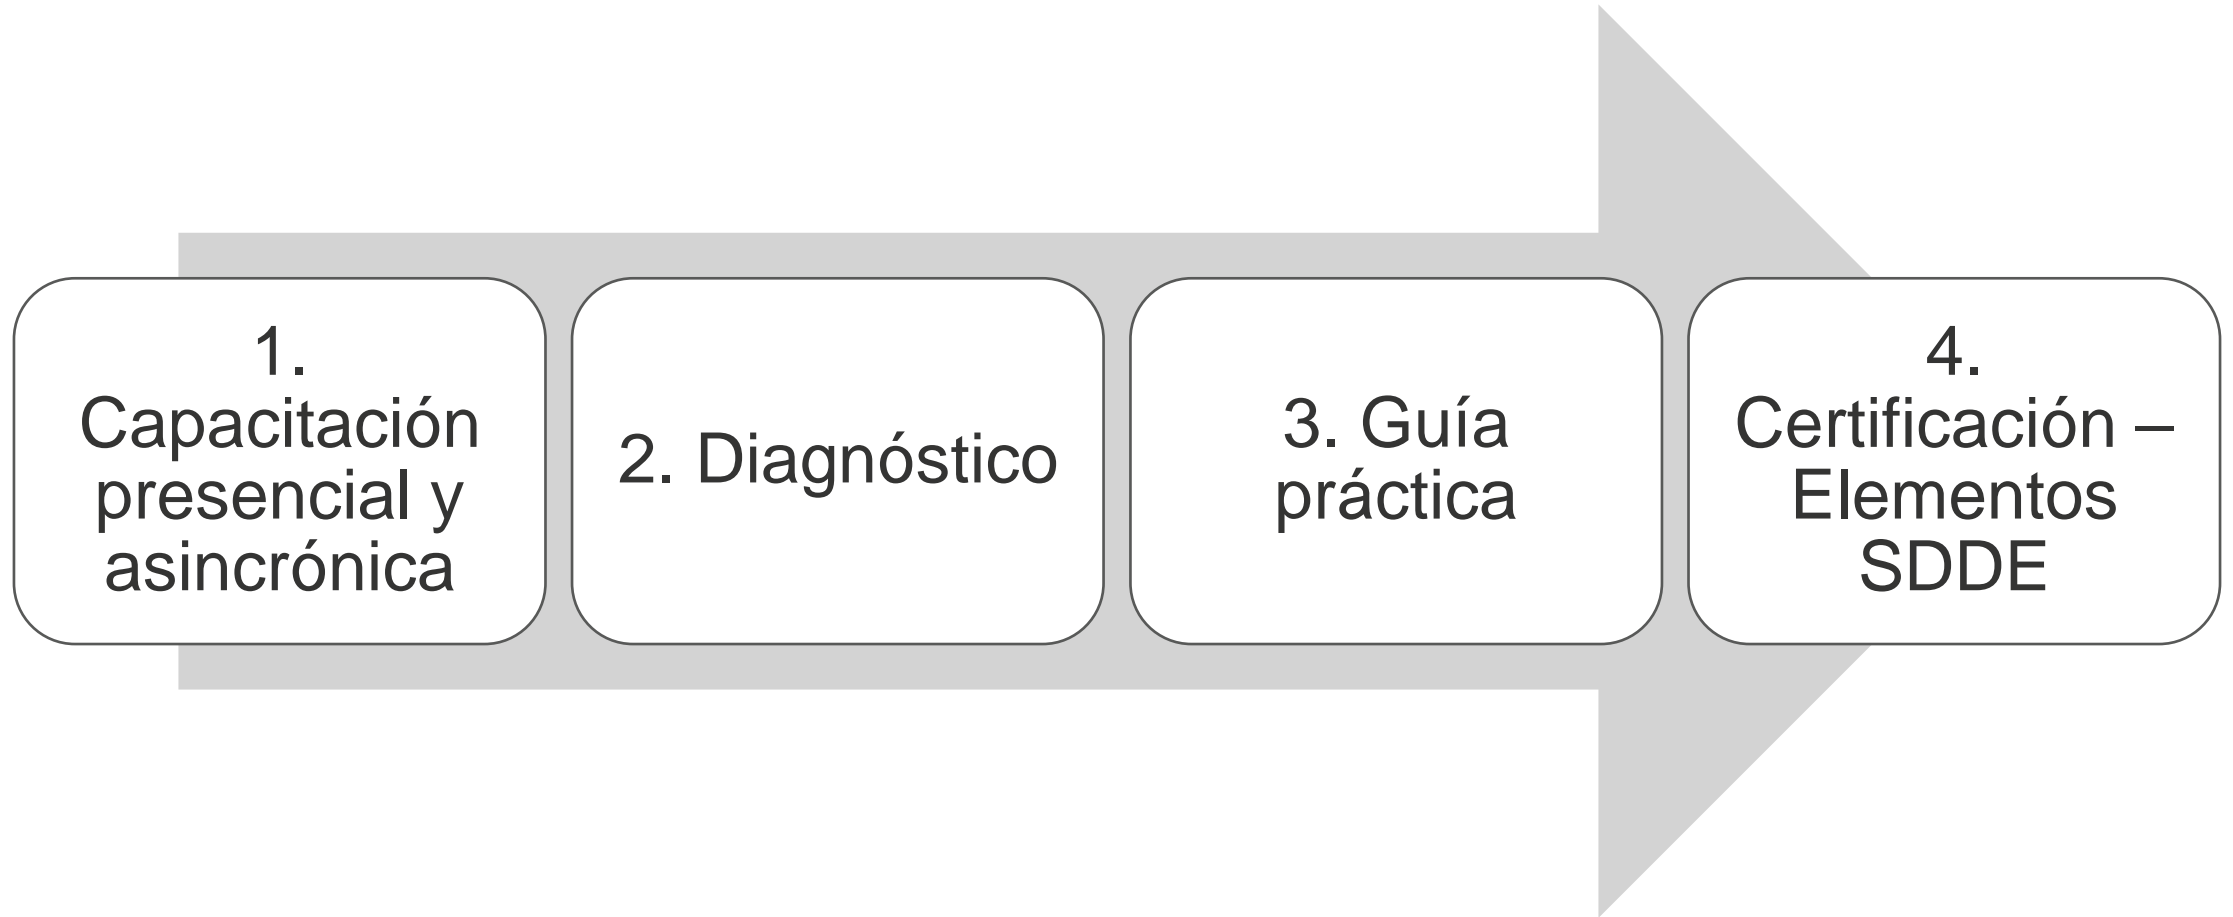 1.
Capacitación
presencial y
asincrónica
2. Diagnóstico
3. Guía
práctica
4.
Certificación –
Elementos
SDDE